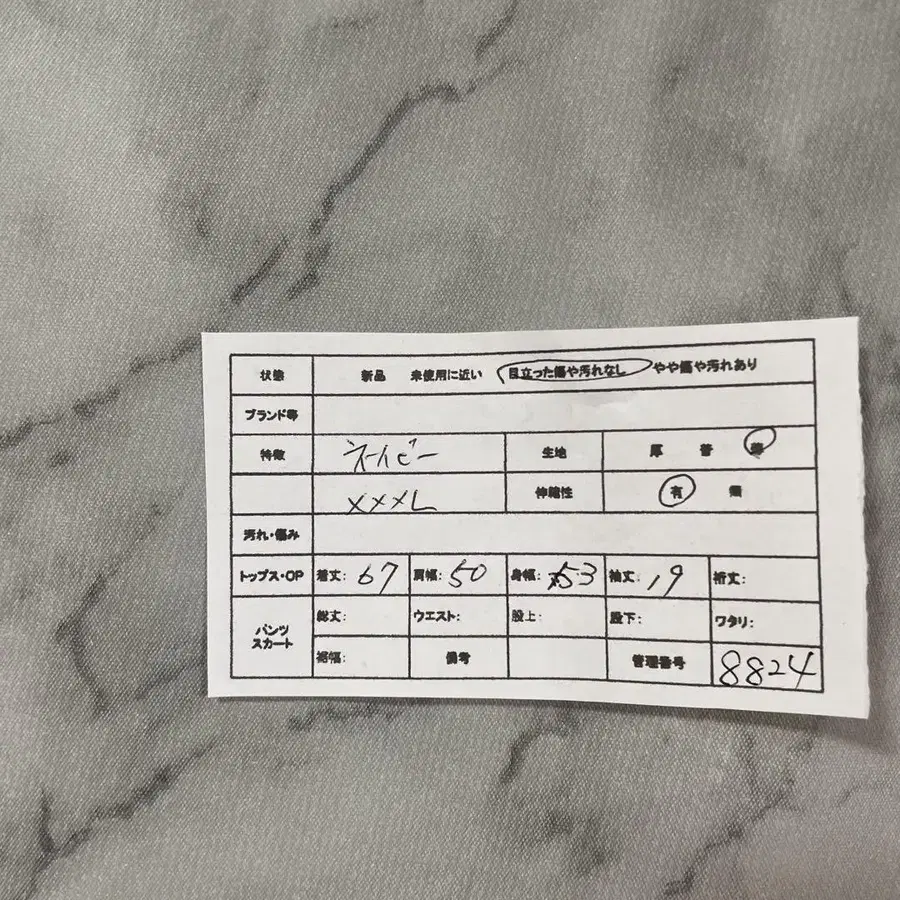 状態 新品 未使用に近い 目立った傷や汚れなし やや傷や汚れあり
ブランド等
特徴 ネイビー 生地 厚 普 薄
XXXL 伸縮性 有 無
汚れ・傷み
トップス・OP 着丈: 67 肩幅: 50 身幅: 53 袖丈: 19 裄丈:
パンツ スカート 総丈: ウエスト: 股上: 股下: ワタリ:
裾幅: 備考 管理番号 8824